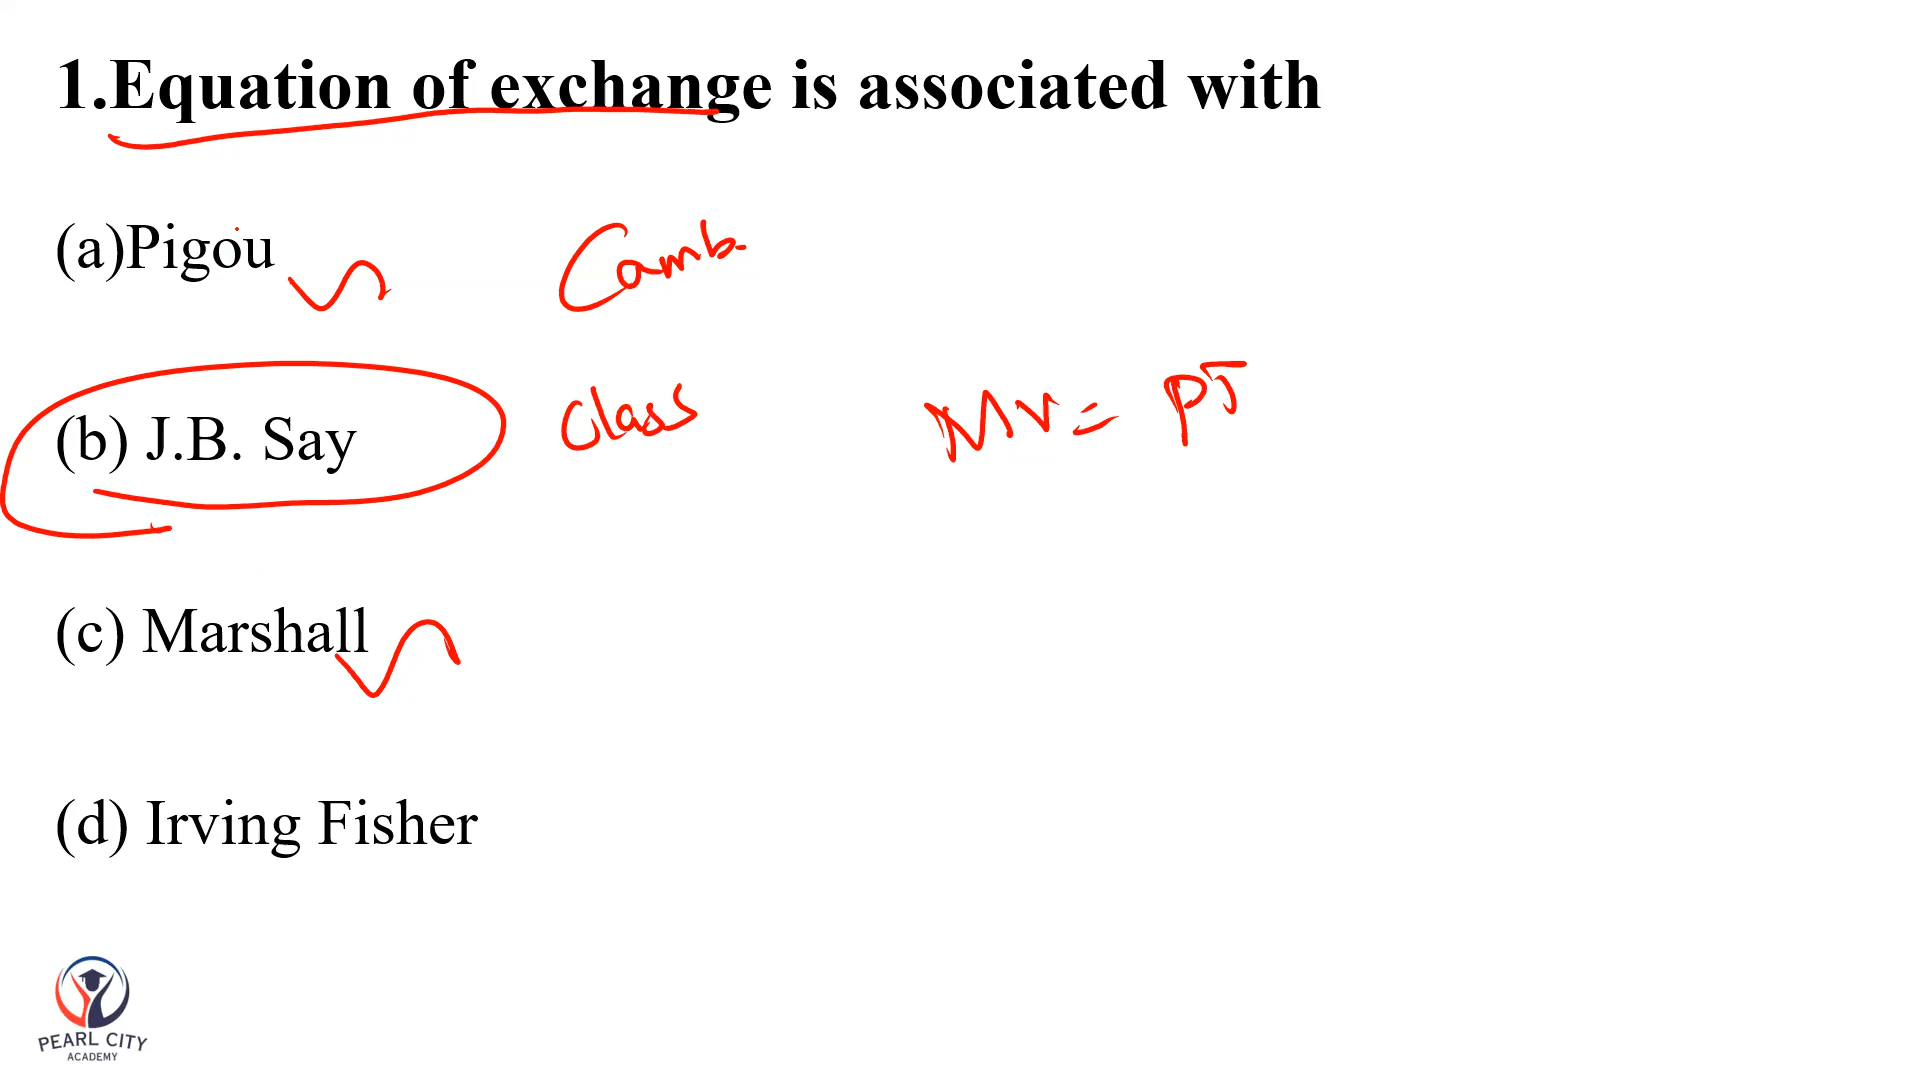 1.Equation of exchange is associated with
(a)Pigou
Camb.
(b) J.B. Say
Class
MV = PT
(c) Marshall
(d) Irving Fisher
PEARL CITY
ACADEMY